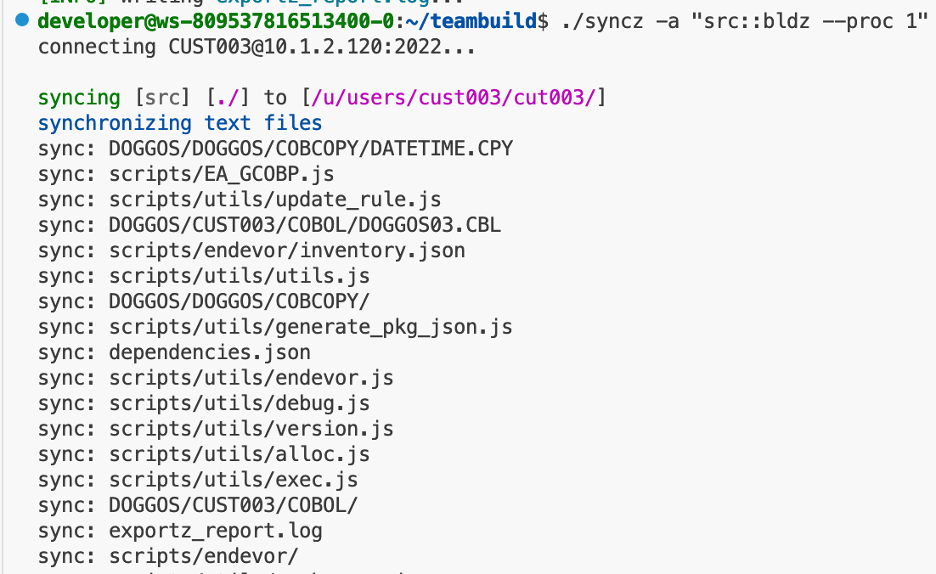 developer@ws-809537816513400-0:~/teambuild$ ./syncz -a "src::bldz --proc 1"
connecting CUST003@10.1.2.120:2022...
syncing [src] [./] to [/u/users/cust003/cut003/]
synchronizing text files
sync: DOGGOS/DOGGOS/COBCOPY/DATETIME.CPY
sync: scripts/EA_GCOBP.js
sync: scripts/utils/update_rule.js
sync: DOGGOS/CUST003/COBOL/DOGGOS03.CBL
sync: scripts/endevor/inventory.json
sync: scripts/utils/utils.js
sync: DOGGOS/DOGGOS/COBCOPY/
sync: scripts/utils/generate_pkg_json.js
sync: dependencies.json
sync: scripts/utils/endevor.js
sync: scripts/utils/debug.js
sync: scripts/utils/version.js
sync: scripts/utils/alloc.js
sync: scripts/utils/exec.js
sync: DOGGOS/CUST003/COBOL/
sync: exportz_report.log
sync: scripts/endevor/